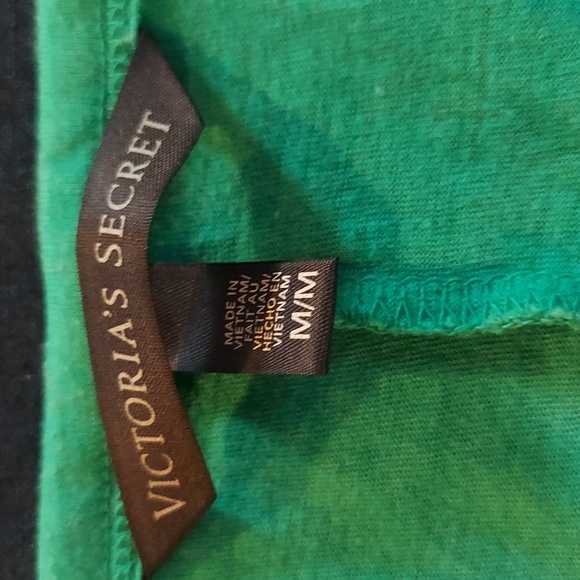 VICTORIA'S SECRET
MADE IN
VIETNAM/
FAIT AU
VIETNAM/
HECHO EN
VIETNAM
M/M